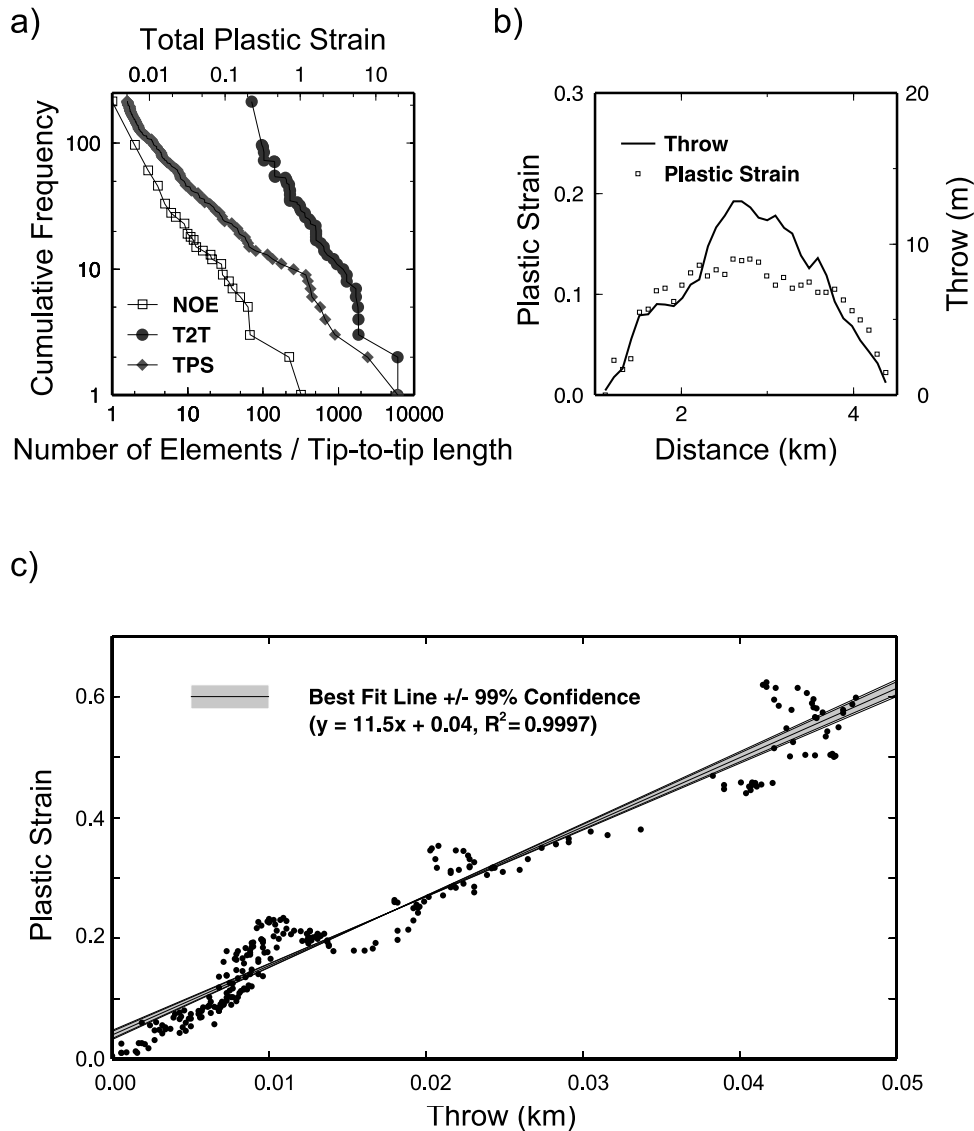 a)
Total Plastic Strain
0.01 0.1 1 10
Cumulative Frequency
100
10
1
NOE
T2T
TPS
1 10 100 1000 10000
Number of Elements / Tip-to-tip length
b)
Plastic Strain
0.3
0.2
0.1
0.0
Throw
Plastic Strain
20
10
0
Throw (m)
2 4
Distance (km)
c)
Plastic Strain
0.6
0.4
0.2
0.0
Best Fit Line +/- 99% Confidence
(y = 11.5x + 0.04, R²= 0.9997)
0.00 0.01 0.02 0.03 0.04 0.05
Throw (km)